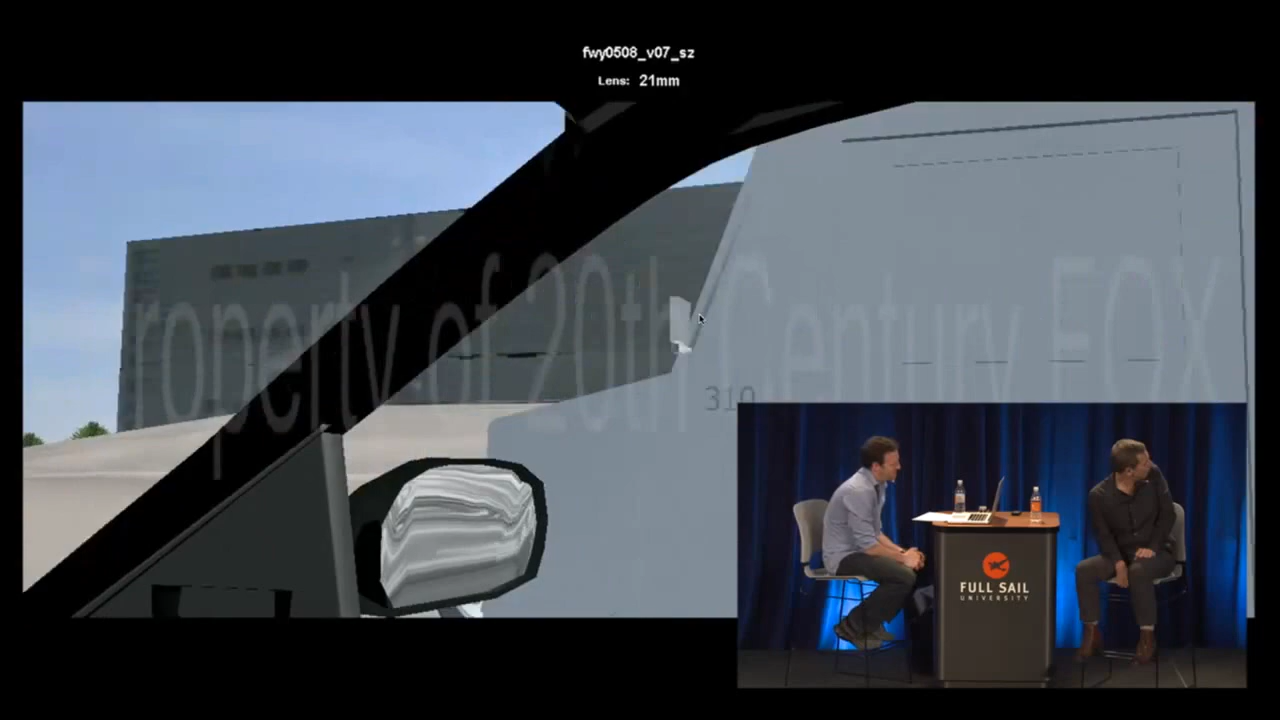 fwy0508_v07_sz
Lens: 21mm
roperty of 20th Century FOX
310
FULL SAIL
UNIVERSITY